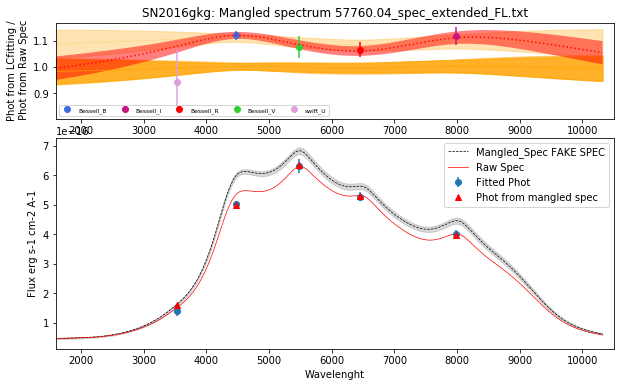 SN2016gkg: Mangled spectrum 57760.04_spec_extended_FL.txt
Phot from LCfitting /
Phot from Raw Spec
1.1
1.0
0.9
Bessell_B
Bessell_I
Bessell_R
Bessell_V
swift_U
2000 3000 4000 5000 6000 7000 8000 9000 10000
1e−16
Flux erg s-1 cm-2 A-1
7
6
5
4
3
2
1
Mangled_Spec FAKE SPEC
Raw Spec
Fitted Phot
Phot from mangled spec
2000 3000 4000 5000 6000 7000 8000 9000 10000
Wavelenght